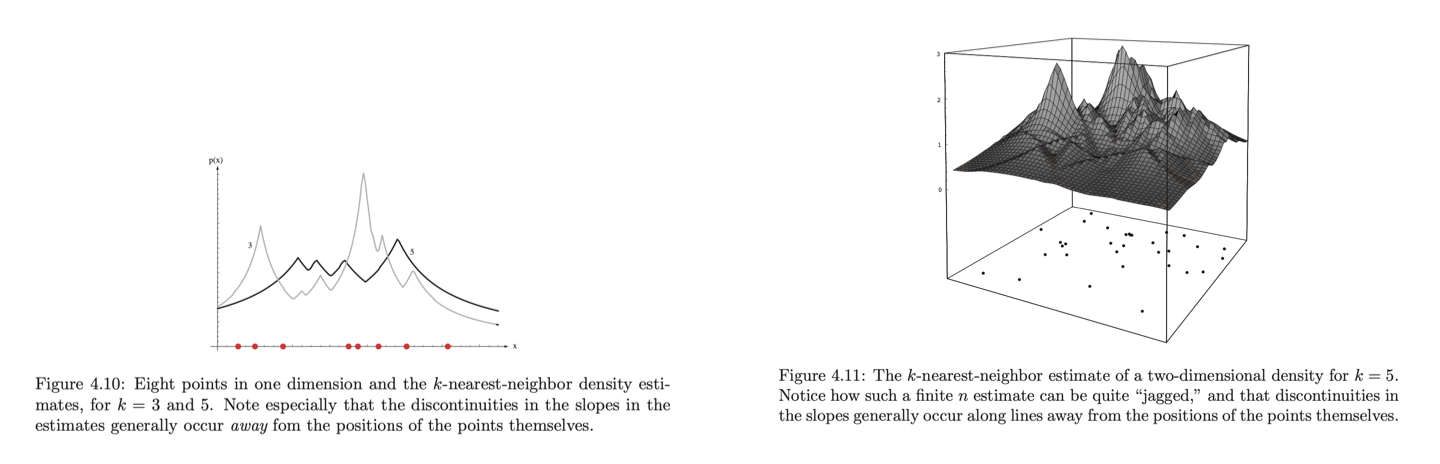 p(x)
3
5
x
Figure 4.10: Eight points in one dimension and the k-nearest-neighbor density esti-
mates, for k = 3 and 5. Note especially that the discontinuities in the slopes in the
estimates generally occur away fom the positions of the points themselves.
3
2
1
0
Figure 4.11: The k-nearest-neighbor estimate of a two-dimensional density for k = 5.
Notice how such a finite n estimate can be quite “jagged,” and that discontinuities in
the slopes generally occur along lines away from the positions of the points themselves.